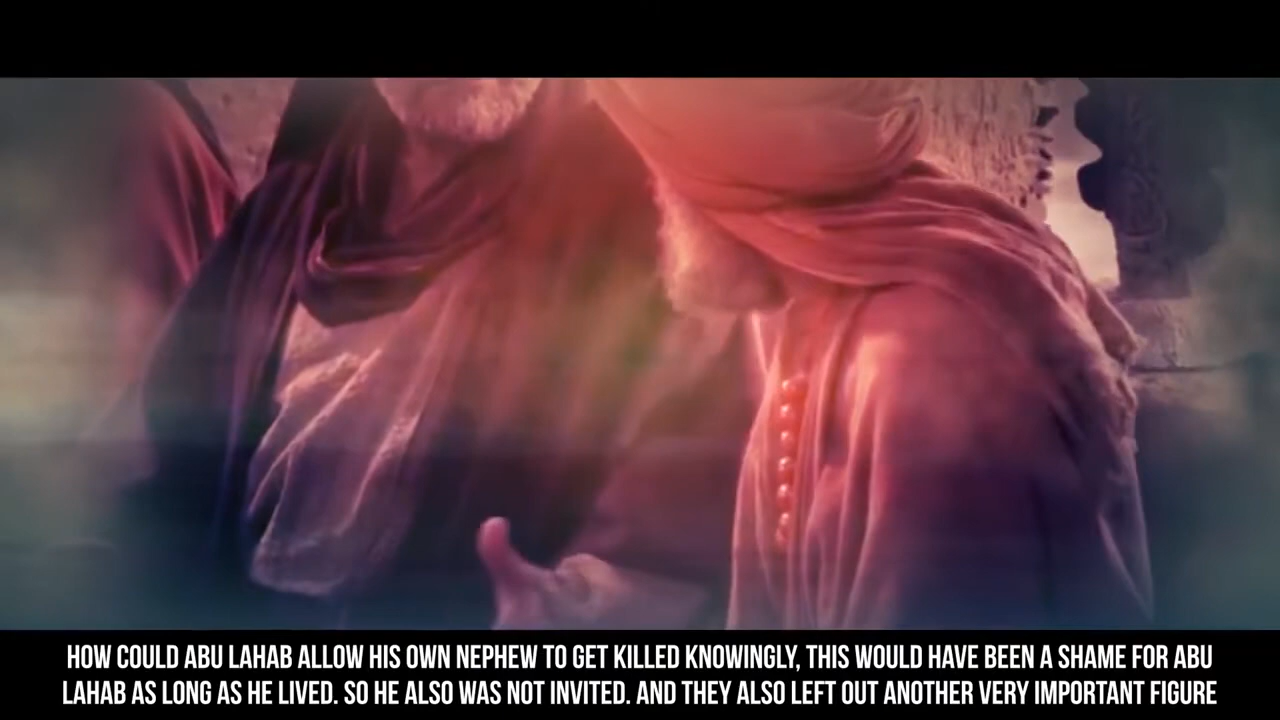 HOW COULD ABU LAHAB ALLOW HIS OWN NEPHEW TO GET KILLED KNOWINGLY, THIS WOULD HAVE BEEN A SHAME FOR ABU
LAHAB AS LONG AS HE LIVED. SO HE ALSO WAS NOT INVITED. AND THEY ALSO LEFT OUT ANOTHER VERY IMPORTANT FIGURE